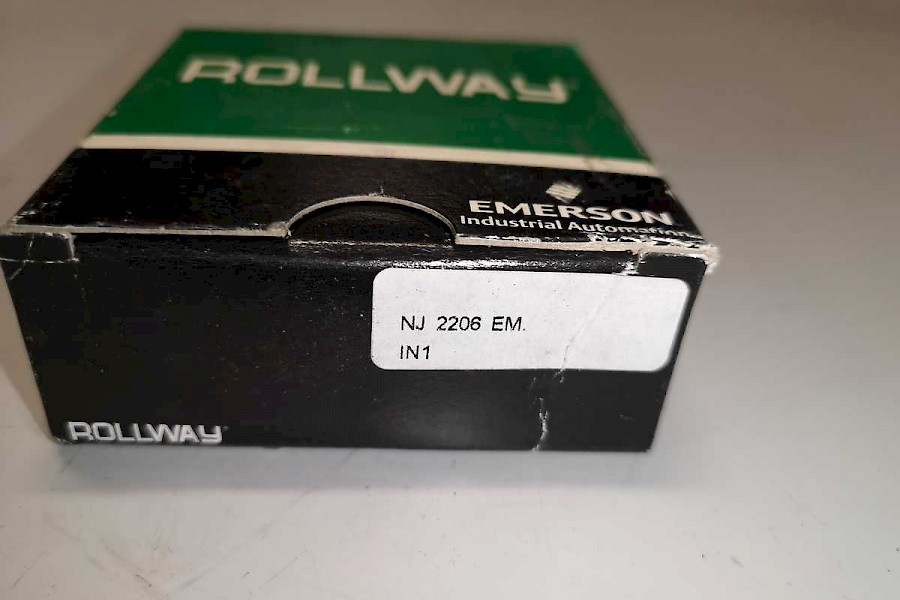 ROLLWAY
EMERSON
Industrial Automation
NJ 2206 EM.
IN1
ROLLWAY